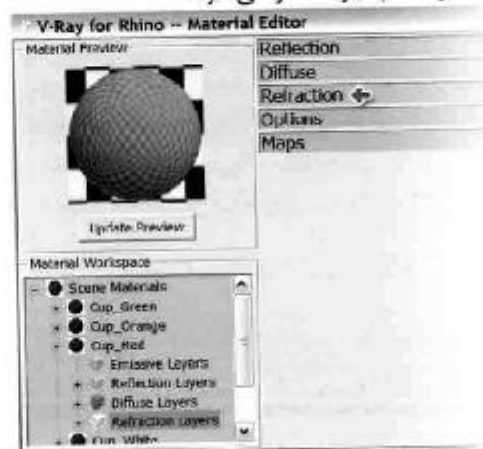 V-Ray for Rhino -- Material Editor
Material Preview
Update Preview
Reflection
Diffuse
Refraction
Options
Maps
Material Workspace
Scene Materials
Cup_Green
Cup_Orange
Cup_Red
Emissive Layers
Reflection Layers
Diffuse Layers
Refraction Layers
Cup_White